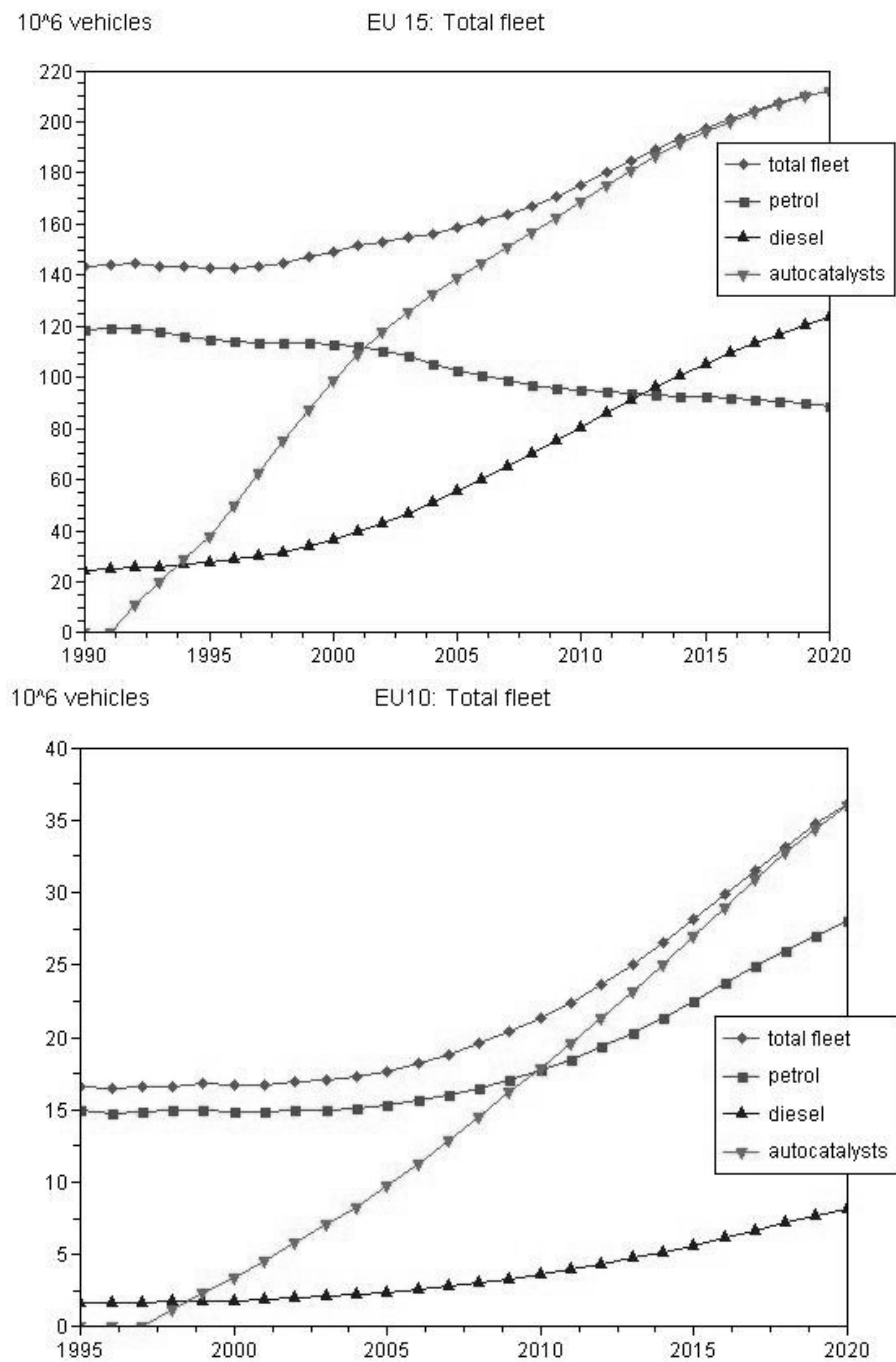 10^6 vehicles EU 15: Total fleet
220
200
180
160
140
120
100
80
60
40
20
0
total fleet
petrol
diesel
autocatalysts
1990 1995 2000 2005 2010 2015 2020
10^6 vehicles EU10: Total fleet
40
35
30
25
20
15
10
5
0
total fleet
petrol
diesel
autocatalysts
1995 2000 2005 2010 2015 2020